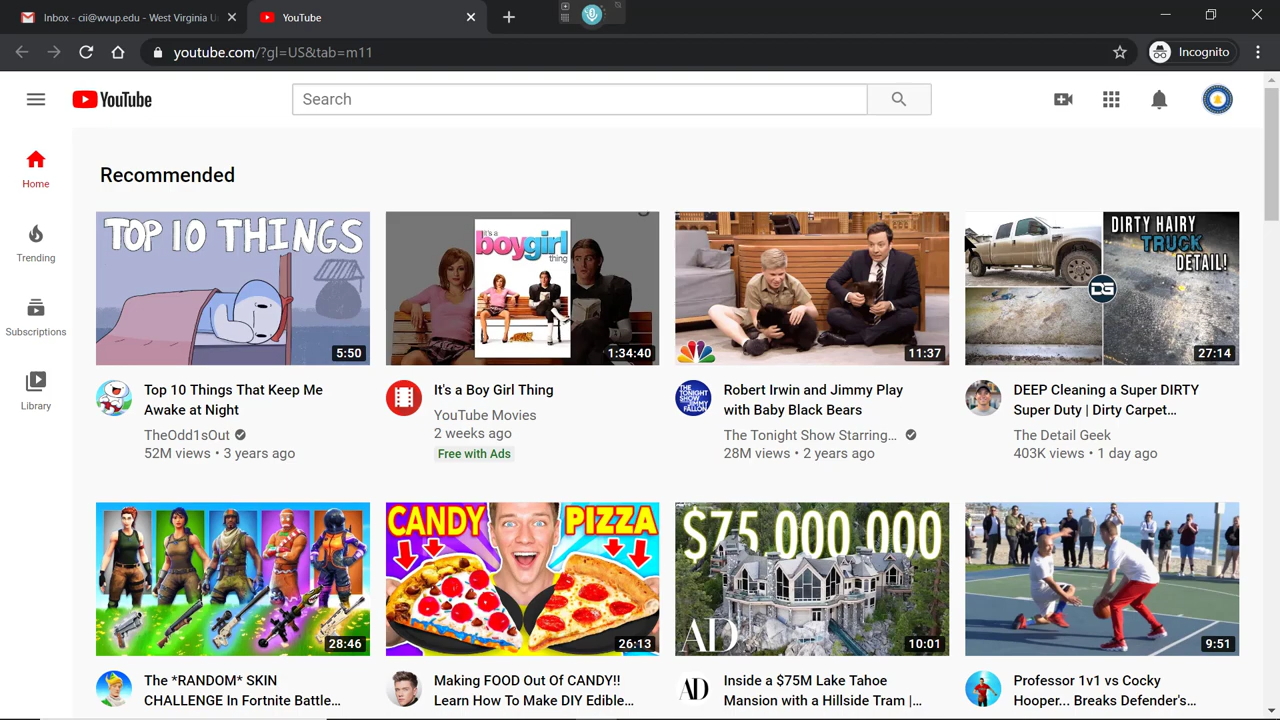 Inbox - cii@wvup.edu - West Virginia U
YouTube
youtube.com/?gl=US&tab=m11
Incognito
YouTube
Search
Home
Trending
Subscriptions
Library
Recommended
TOP 10 THINGS
5:50
Top 10 Things That Keep Me
Awake at Night
TheOdd1sOut
52M views • 3 years ago
it's a
boygirl
thing
1:34:40
It's a Boy Girl Thing
YouTube Movies
2 weeks ago
Free with Ads
11:37
THE TONIGHT SHOW
Robert Irwin and Jimmy Play
with Baby Black Bears
The Tonight Show Starring...
28M views • 2 years ago
DIRTY HAIRY
TRUCK
DETAIL!
DG
27:14
DEEP Cleaning a Super DIRTY
Super Duty | Dirty Carpet...
The Detail Geek
403K views • 1 day ago
28:46
The *RANDOM* SKIN
CHALLENGE In Fortnite Battle...
CANDY PIZZA
26:13
Making FOOD Out Of CANDY!!
Learn How To Make DIY Edible...
$75,000,000
AD
10:01
AD
Inside a $75M Lake Tahoe
Mansion with a Hillside Tram |...
9:51
Professor 1v1 vs Cocky
Hooper... Breaks Defender's...